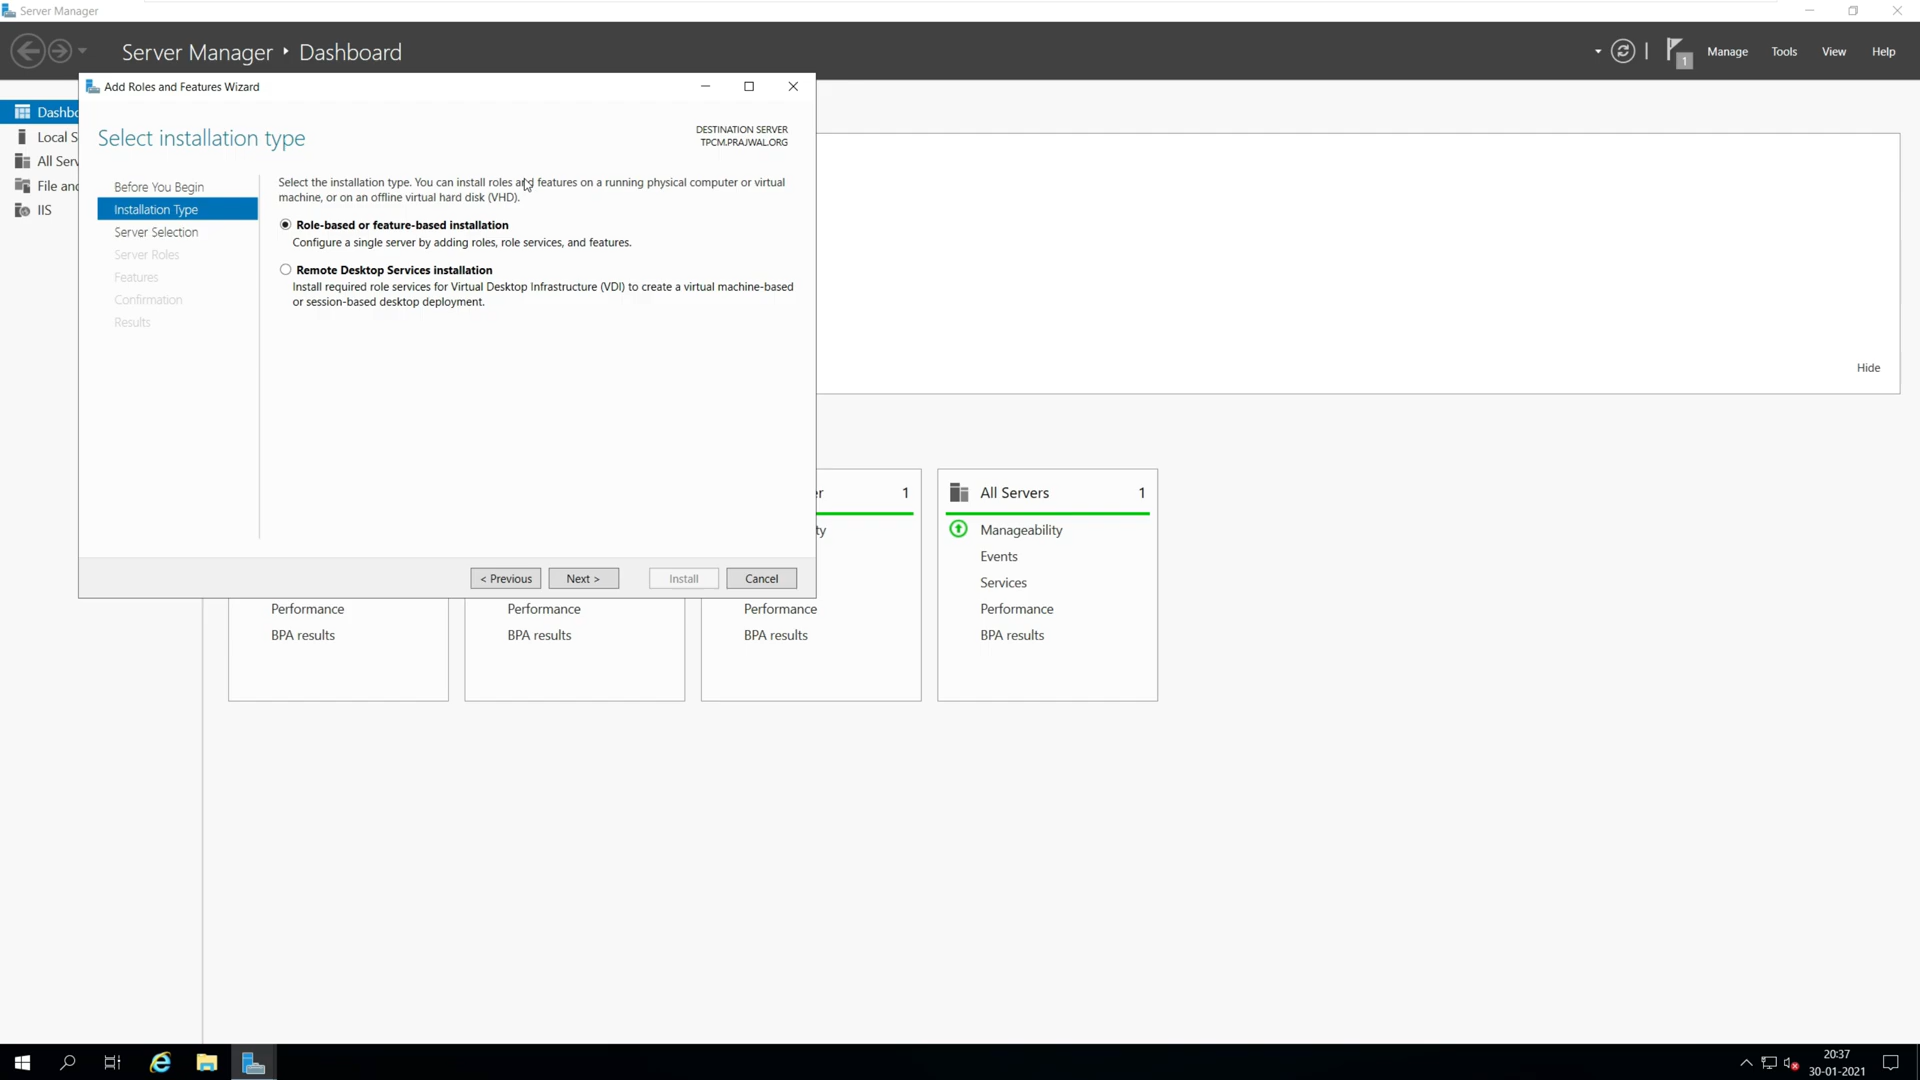 Server Manager
Server Manager ‣ Dashboard
1
Manage
Tools
View
Help
Add Roles and Features Wizard
Select installation type
DESTINATION SERVER
TPCM.PRAJWAL.ORG
Dashbo
Local S
All Serv
File and
IIS
Before You Begin
Installation Type
Server Selection
Server Roles
Features
Confirmation
Results
Select the installation type. You can install roles and features on a running physical computer or virtual
machine, or on an offline virtual hard disk (VHD).
Role-based or feature-based installation
Configure a single server by adding roles, role services, and features.
Remote Desktop Services installation
Install required role services for Virtual Desktop Infrastructure (VDI) to create a virtual machine-based
or session-based desktop deployment.
< Previous
Next >
Install
Cancel
Hide
Performance
BPA results
Performance
BPA results
er 1
ty
Performance
BPA results
All Servers 1
Manageability
Events
Services
Performance
BPA results
20:37
30-01-2021